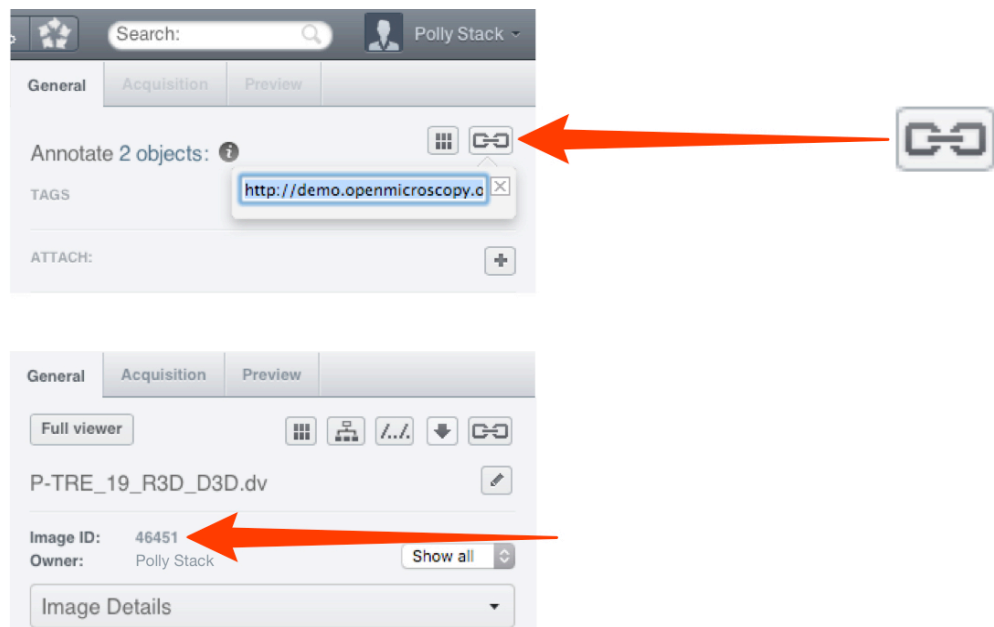 Search:
Polly Stack
General Acquisition Preview
Annotate 2 objects:
http://demo.openmicroscopy.o
TAGS
ATTACH:
General Acquisition Preview
Full viewer
/../.
P-TRE_19_R3D_D3D.dv
Image ID: 46451
Owner: Polly Stack
Show all
Image Details